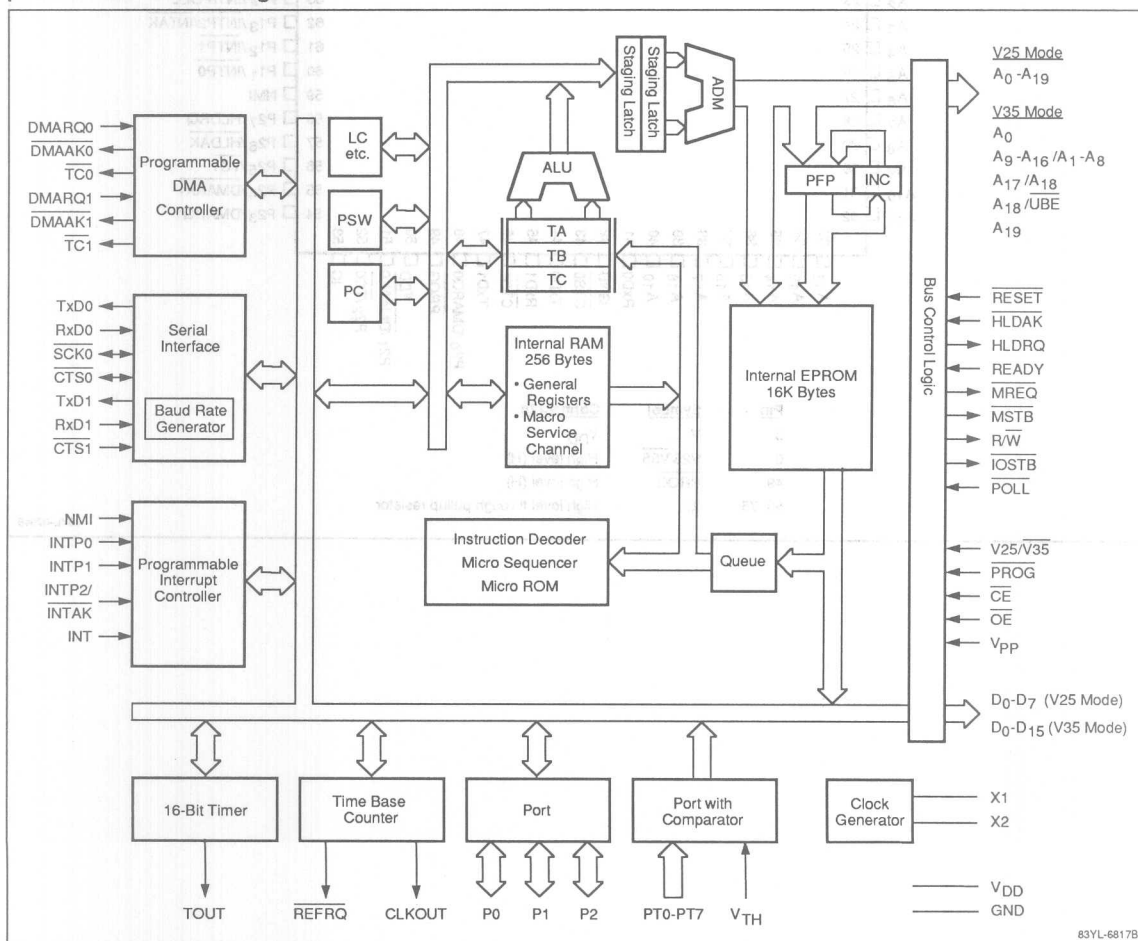 V25 Mode
A0-A19
V35 Mode
A0
A9-A16/A1-A8
A17/A18
A18/UBE
A19
DMARQ0
DMAAK0
TC0
DMARQ1
DMAAK1
TC1
Programmable
DMA
Controller
TxD0
RxD0
SCK0
CTS0
TxD1
RxD1
CTS1
Serial
Interface
Baud Rate
Generator
NMI
INTP0
INTP1
INTP2/
INTAK
INT
Programmable
Interrupt
Controller
LC
etc.
PSW
PC
Staging Latch
Staging Latch
ADM
ALU
TA
TB
TC
PFP
INC
Internal RAM
256 Bytes
• General
Registers
• Macro
Service
Channel
Internal EPROM
16K Bytes
Instruction Decoder
Micro Sequencer
Micro ROM
Queue
Bus Control Logic
RESET
HLDAK
HLDRQ
READY
MREQ
MSTB
R/W
IOSTB
POLL
V25/V35
PROG
CE
OE
VPP
D0-D7 (V25 Mode)
D0-D15 (V35 Mode)
16-Bit Timer
Time Base
Counter
Port
Port with
Comparator
Clock
Generator
X1
X2
TOUT
REFRQ
CLKOUT
P0
P1
P2
PT0-PT7
VTH
VDD
GND
83YL-6817B